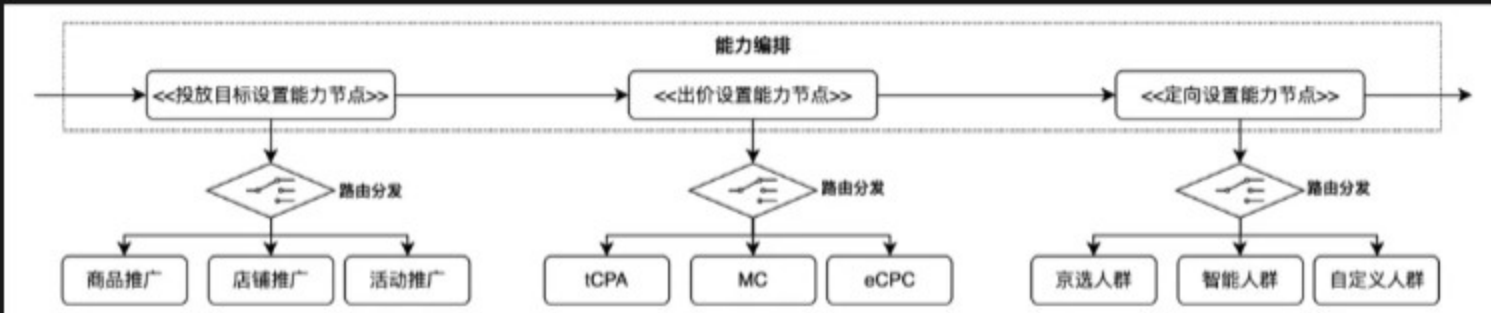 能力编排
<<投放目标设置能力节点>>
<<出价设置能力节点>>
<<定向设置能力节点>>
路由分发
路由分发
路由分发
商品推广
店铺推广
活动推广
tCPA
MC
eCPC
京选人群
智能人群
自定义人群